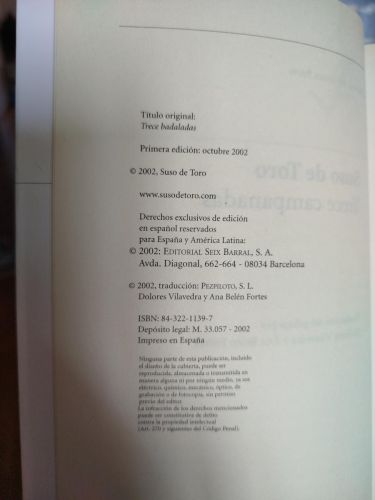 Título original:
Trece badaladas
Primera edición: octubre 2002
© 2002, Suso de Toro
www.susodetoro.com
Derechos exclusivos de edición
en español reservados
para España y América Latina:
© 2002: EDITORIAL SEIX BARRAL, S. A.
Avda. Diagonal, 662-664 - 08034 Barcelona
© 2002, traducción: PEZPILOTO, S. L.
Dolores Vilavedra y Ana Belén Fortes
ISBN: 84-322-1139-7
Depósito legal: M. 33.057 - 2002
Impreso en España
Ninguna parte de esta publicación, incluido
el diseño de la cubierta, puede ser
reproducida, almacenada o transmitida en
manera alguna ni por ningún medio, ya sea
eléctrico, químico, mecánico, óptico, de
grabación o de fotocopia, sin permiso
previo del editor.
La infracción de los derechos mencionados
puede ser constitutiva de delito
contra la propiedad intelectual
(Art. 270 y siguientes del Código Penal).
Suso de Toro
Trece campanadas